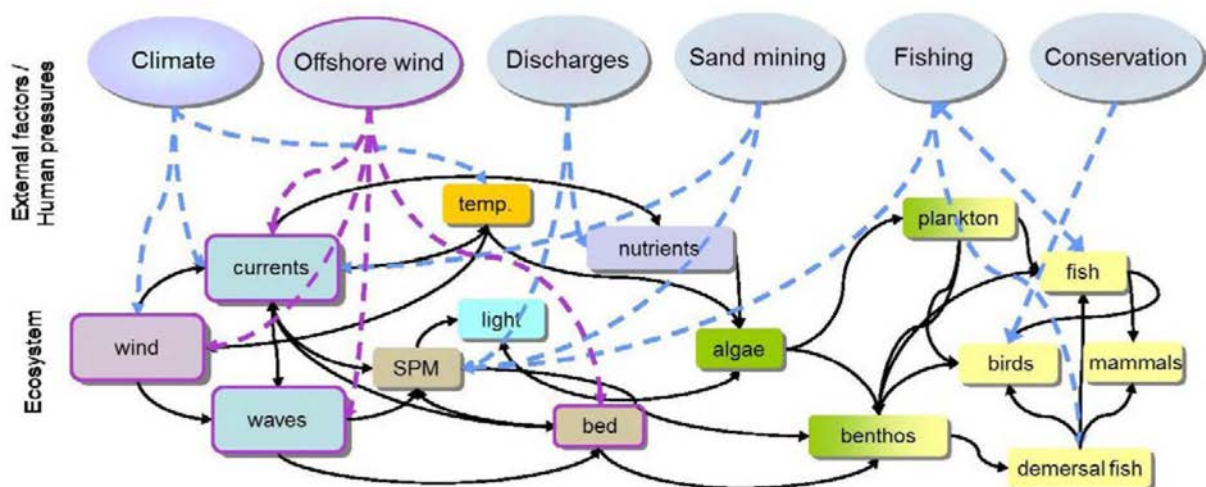 External factors /
Human pressures
Climate
Offshore wind
Discharges
Sand mining
Fishing
Conservation
Ecosystem
temp.
plankton
nutrients
currents
fish
light
wind
algae
SPM
birds
mammals
waves
bed
benthos
demersal fish